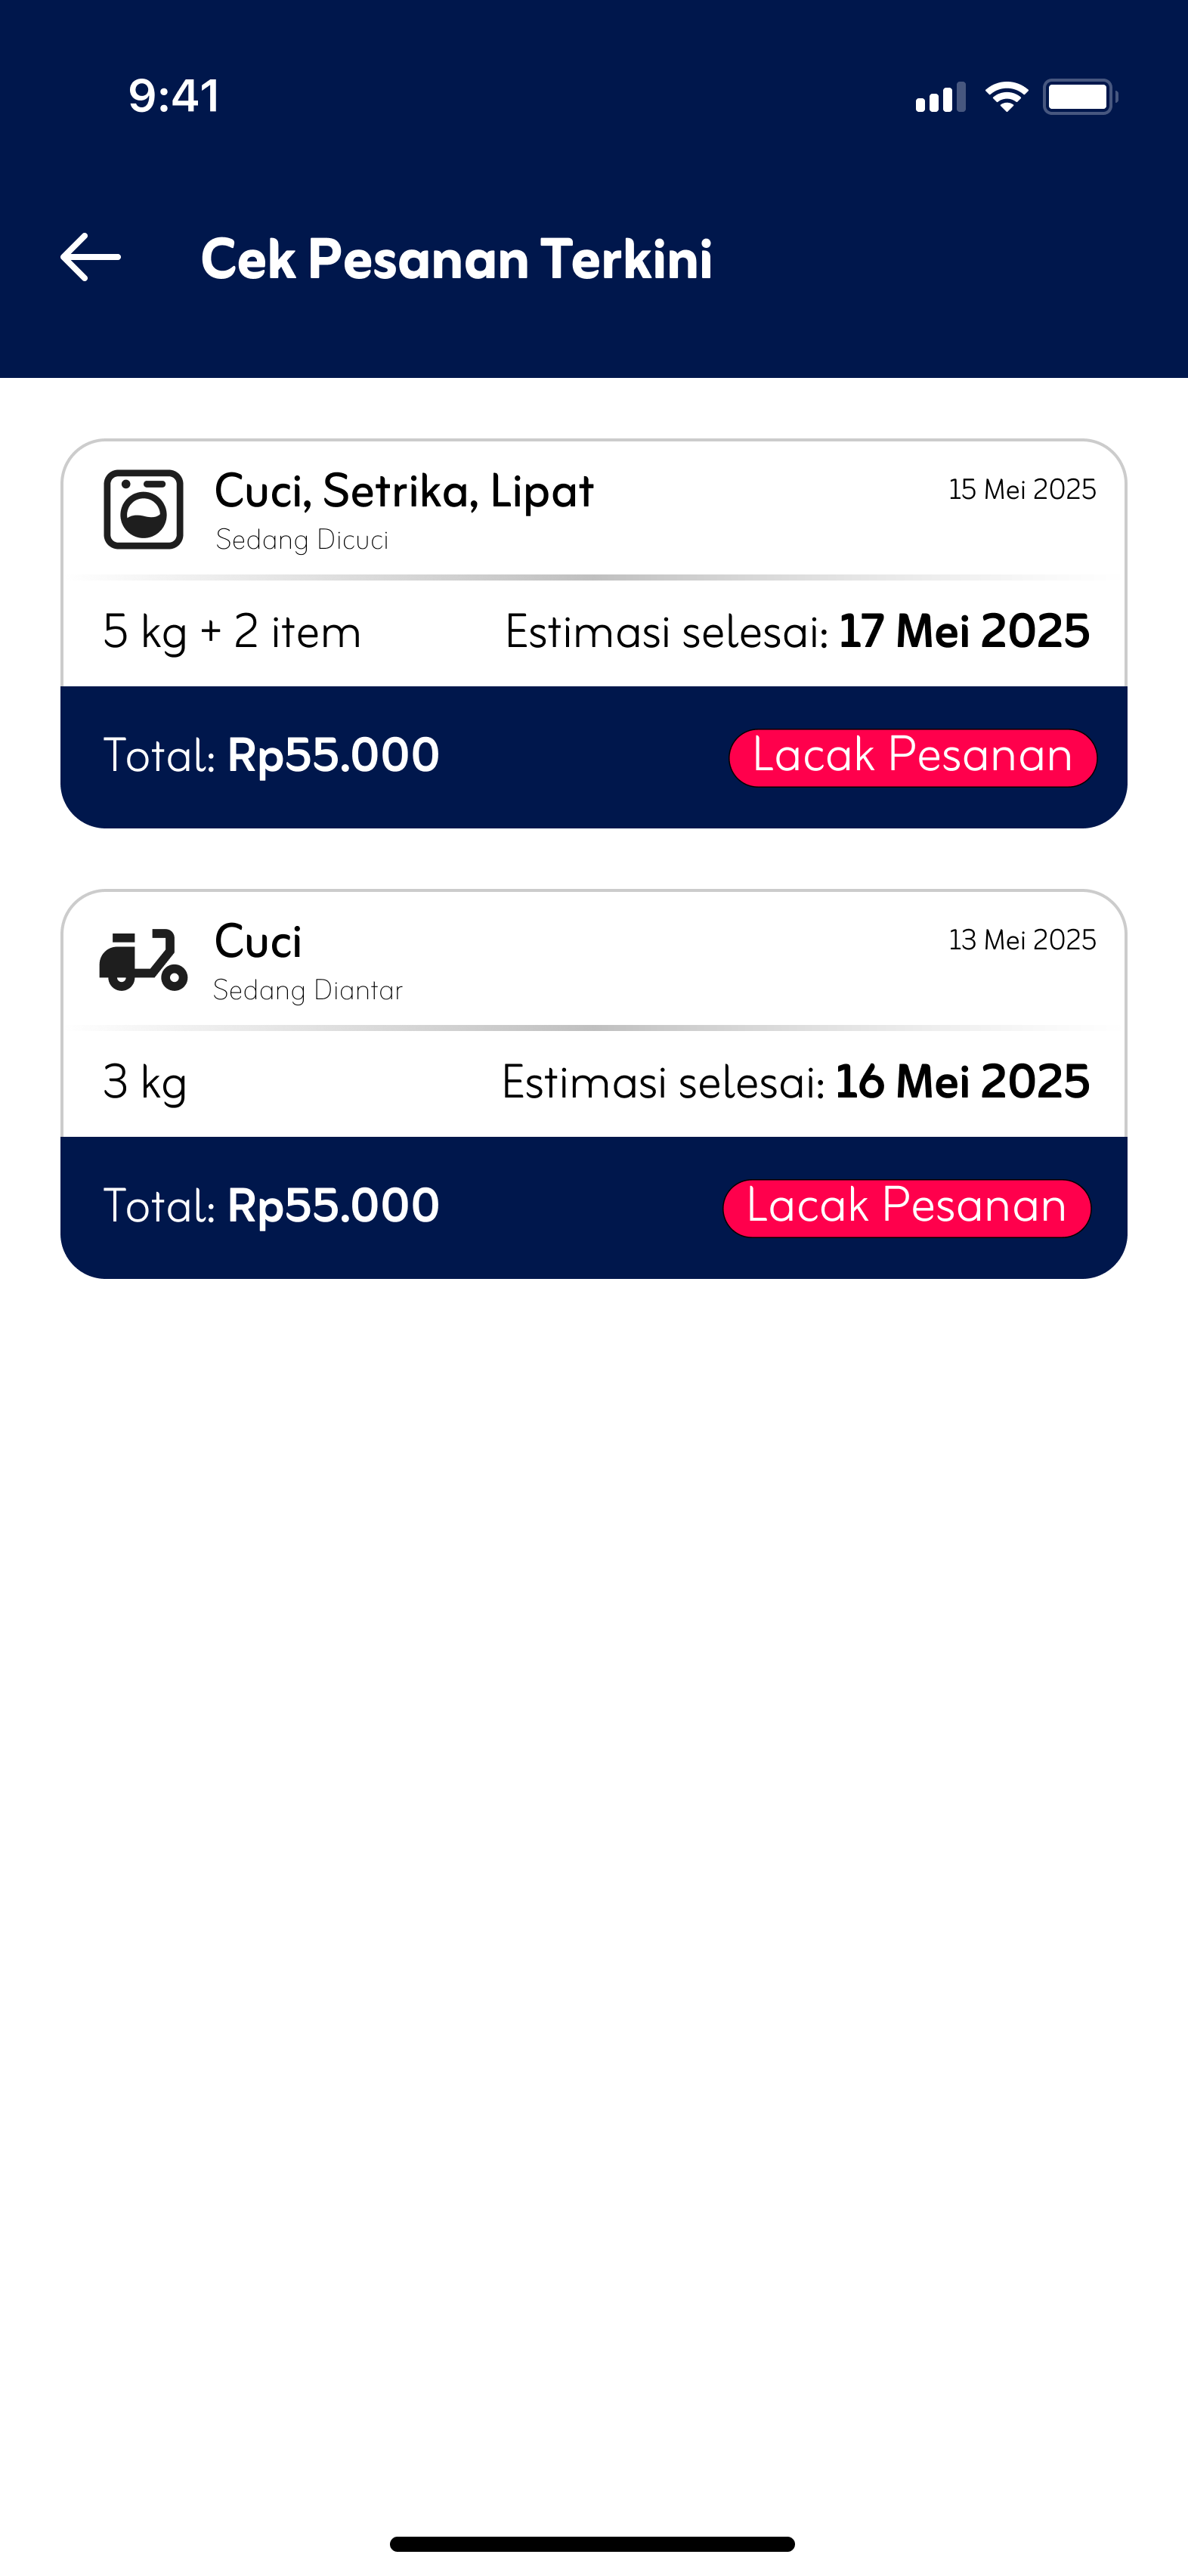 9:41
Cek Pesanan Terkini
Cuci, Setrika, Lipat
15 Mei 2025
Sedang Dicuci
5 kg + 2 item
Estimasi selesai: 17 Mei 2025
Total: Rp55.000
Lacak Pesanan
Cuci
13 Mei 2025
Sedang Diantar
3 kg
Estimasi selesai: 16 Mei 2025
Total: Rp55.000
Lacak Pesanan